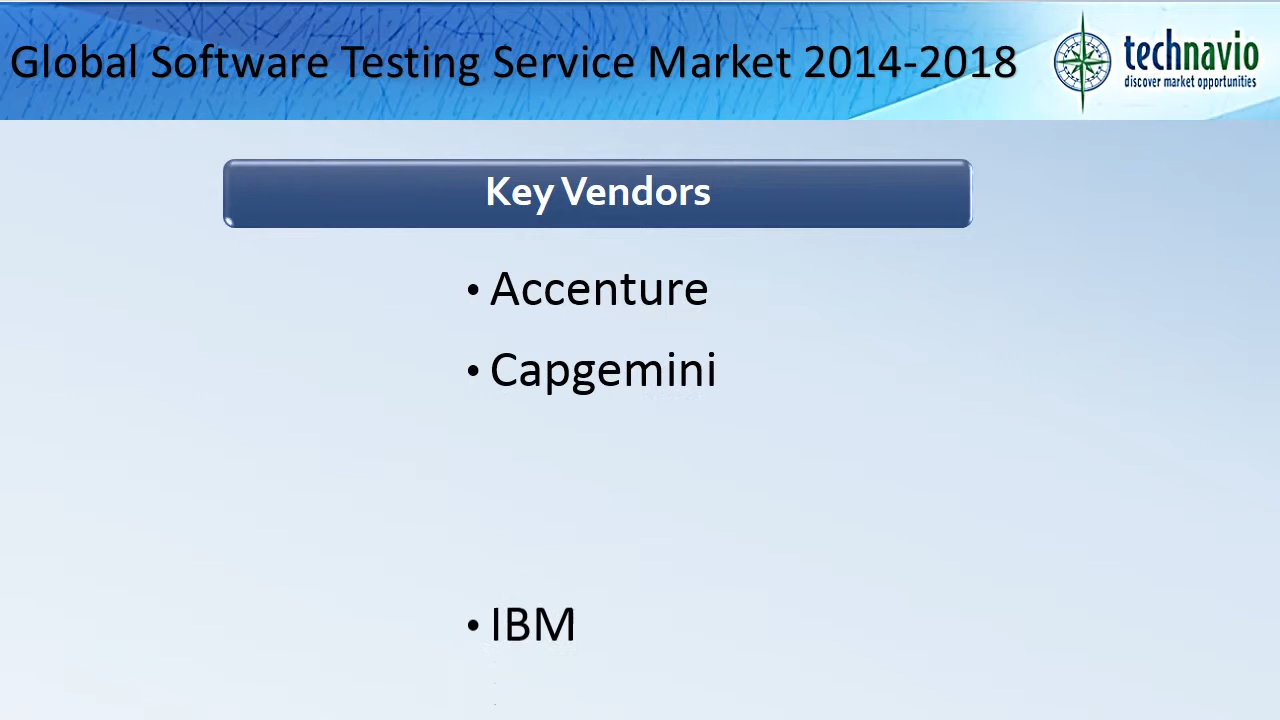 Global Software Testing Service Market 2014-2018
technavio
discover market opportunities
Key Vendors
• Accenture
• Capgemini
• IBM